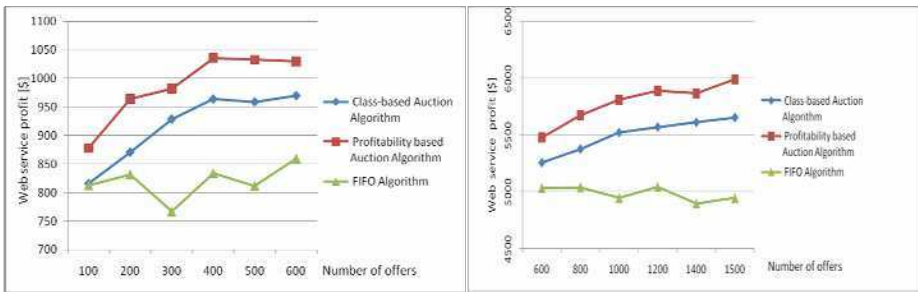 Web service profit [$]
1100
1050
1000
950
900
850
800
750
700
100 200 300 400 500 600
Number of offers
Class-based Auction
Algorithm
Profitability based
Auction Algorithm
FIFO Algorithm
Web service profit [$]
6500
6000
5500
5000
4500
600 800 1000 1200 1400 1500
Number of offers
Class-based Auction
Algorithm
Profitability based
Auction Algorithm
FIFO Algorithm